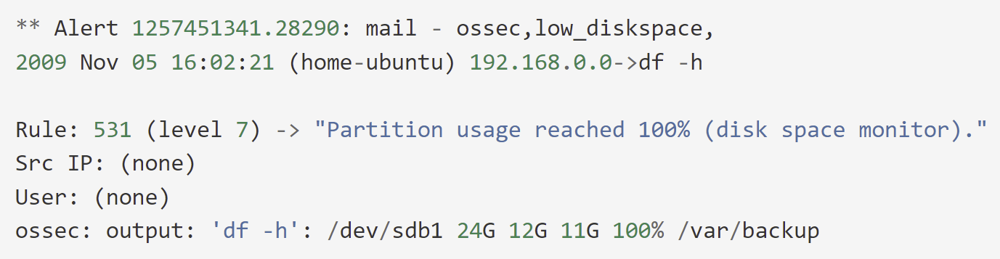 ** Alert 1257451341.28290: mail - ossec,low_diskspace,
2009 Nov 05 16:02:21 (home-ubuntu) 192.168.0.0->df -h
Rule: 531 (level 7) -> "Partition usage reached 100% (disk space monitor)."
Src IP: (none)
User: (none)
ossec: output: 'df -h': /dev/sdb1 24G 12G 11G 100% /var/backup